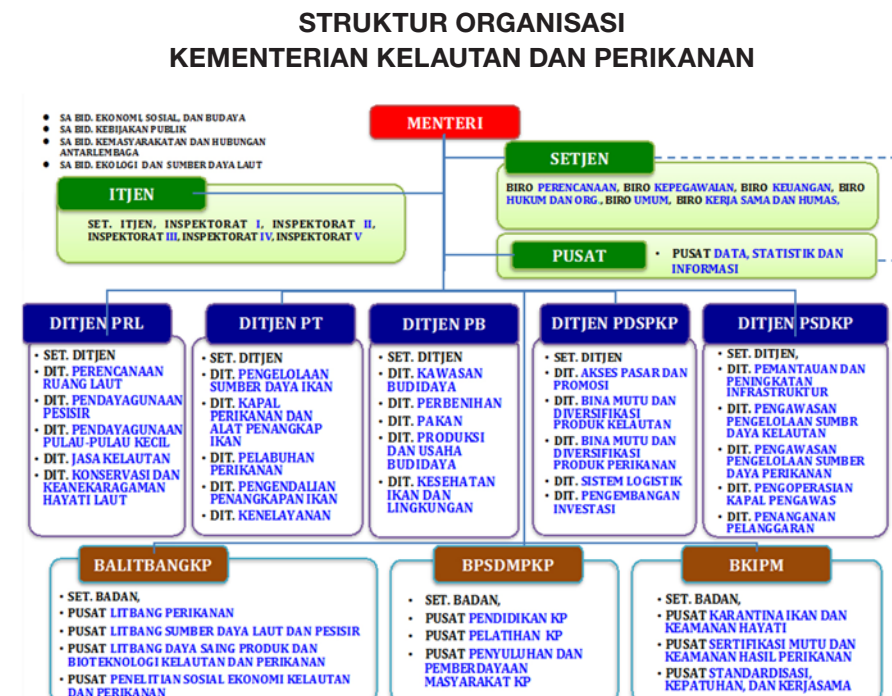 STRUKTUR ORGANISASI
KEMENTERIAN KELAUTAN DAN PERIKANAN
• SA BID. EKONOMI, SOSIAL, DAN BUDAYA
• SA BID. KEBIJAKAN PUBLIK
• SA BID. KEMASYARAKATAN DAN HUBUNGAN
ANTARLEMBAGA
• SA BID. EKOLOGI DAN SUMBER DAYA LAUT
MENTERI
SETJEN
BIRO PERENCANAAN, BIRO KEPEGAWAIAN, BIRO KEUANGAN, BIRO
HUKUM DAN ORG., BIRO UMUM, BIRO KERJA SAMA DAN HUMAS,
ITJEN
SET. ITJEN, INSPEKTORAT I, INSPEKTORAT II,
INSPEKTORAT III, INSPEKTORAT IV, INSPEKTORAT V
PUSAT
• PUSAT DATA, STATISTIK DAN
INFORMASI
DITJEN PRL
• SET. DITJEN
• DIT. PERENCANAAN
RUANG LAUT
• DIT. PENDAYAGUNAAN
PESISIR
• DIT. PENDAYAGUNAAN
PULAU-PULAU KECIL
• DIT. JASA KELAUTAN
• DIT. KONSERVASI DAN
KEANEKARAGAMAN
HAYATI LAUT
DITJEN PT
• SET. DITJEN
• DIT. PENGELOLAAN
SUMBER DAYA IKAN
• DIT. KAPAL
PERIKANAN DAN
ALAT PENANGKAP
IKAN
• DIT. PELABUHAN
PERIKANAN
• DIT. PENGENDALIAN
PENANGKAPAN IKAN
• DIT. KENELAYANAN
DITJEN PB
• SET. DITJEN
• DIT. KAWASAN
BUDIDAYA
• DIT. PERBENIHAN
• DIT. PAKAN
• DIT. PRODUKSI
DAN USAHA
BUDIDAYA
• DIT. KESEHATAN
IKAN DAN
LINGKUNGAN
DITJEN PDSPKP
• SET. DITJEN
• DIT. AKSES PASAR DAN
PROMOSI
• DIT. BINA MUTU DAN
DIVERSIFIKASI
PRODUK KELAUTAN
• DIT. BINA MUTU DAN
DIVERSIFIKASI
PRODUK PERIKANAN
• DIT. SISTEM LOGISTIK
• DIT. PENGEMBANGAN
INVESTASI
DITJEN PSDKP
• SET. DITJEN,
• DIT. PEMANTAUAN DAN
PENINGKATAN
INFRASTRUKTUR
• DIT. PENGAWASAN
PENGELOLAAN SUMBR
DAYA KELAUTAN
• DIT. PENGAWASAN
PENGELOLAAN SUMBER
DAYA PERIKANAN
• DIT. PENGOPERASIAN
KAPAL PENGAWAS
• DIT. PENANGANAN
PELANGGARAN
BALITBANGKP
• SET. BADAN,
• PUSAT LITBANG PERIKANAN
• PUSAT LITBANG SUMBER DAYA LAUT DAN PESISIR
• PUSAT LITBANG DAYA SAING PRODUK DAN
BIOTEKNOLOGI KELAUTAN DAN PERIKANAN
• PUSAT PENELITIAN SOSIAL EKONOMI KELAUTAN
DAN PERIKANAN
BPSDMPKP
• SET. BADAN,
• PUSAT PENDIDIKAN KP
• PUSAT PELATIHAN KP
• PUSAT PENYULUHAN DAN
PEMBERDAYAAN
MASYARAKAT KP
BKIPM
• SET. BADAN,
• PUSAT KARANTINA IKAN DAN
KEAMANAN HAYATI
• PUSAT SERTIFIKASI MUTU DAN
KEAMANAN HASIL PERIKANAN
• PUSAT STANDARDISASI,
KEPATUHAN, DAN KERJASAMA